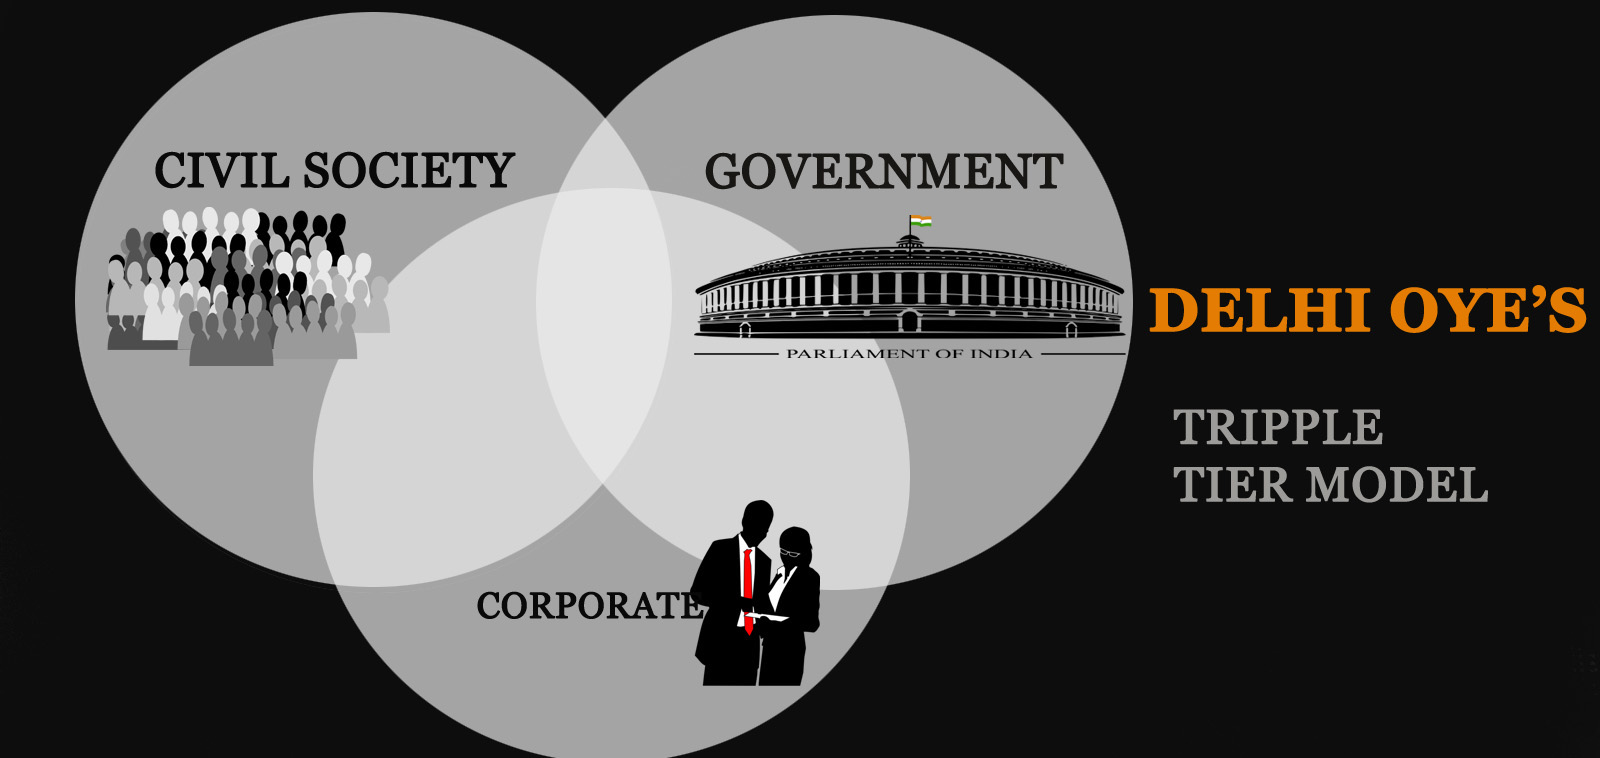 CIVIL SOCIETY
GOVERNMENT
PARLIAMENT OF INDIA
DELHI OYE’S
TRIPPLE
TIER MODEL
CORPORATE